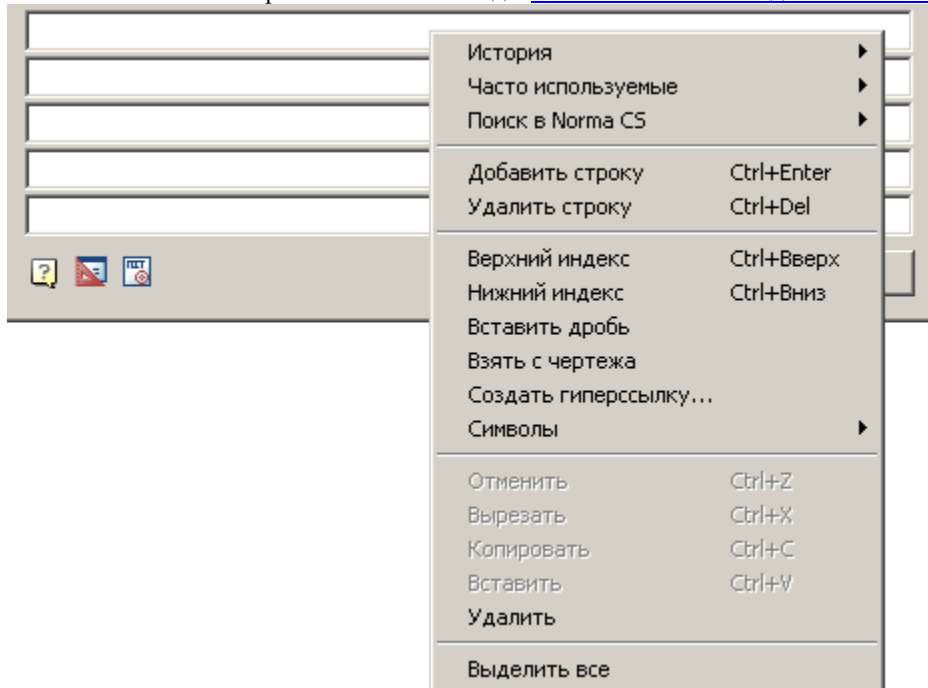 История
Часто используемые
Поиск в Norma CS
Добавить строку Ctrl+Enter
Удалить строку Ctrl+Del
Верхний индекс Ctrl+Вверх
Нижний индекс Ctrl+Вниз
Вставить дробь
Взять с чертежа
Создать гиперссылку...
Символы
Отменить Ctrl+Z
Вырезать Ctrl+X
Копировать Ctrl+C
Вставить Ctrl+V
Удалить
Выделить все